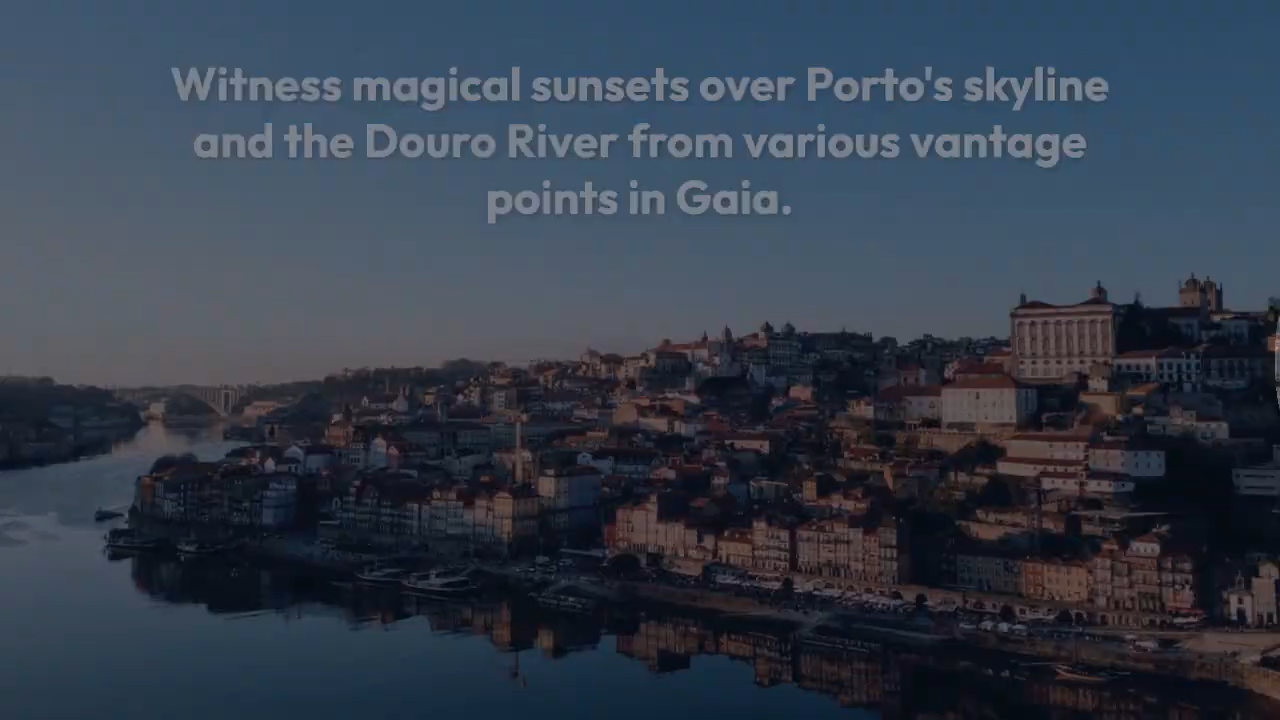 Witness magical sunsets over Porto's skyline
and the Douro River from various vantage
points in Gaia.